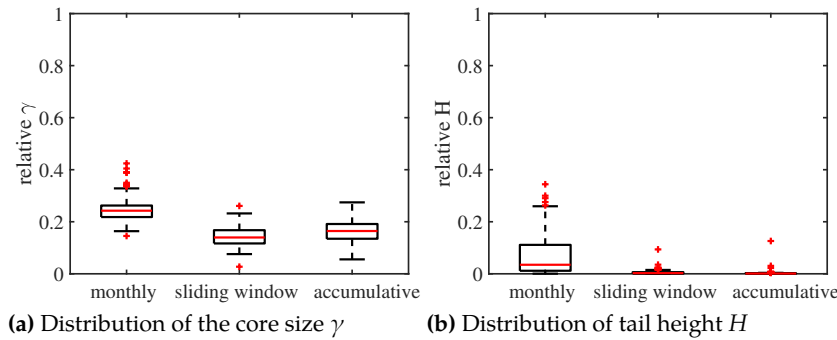 1
0.8
0.6
0.4
0.2
0
relative γ
monthly sliding window accumulative
(a) Distribution of the core size γ
1
0.8
0.6
0.4
0.2
0
relative H
monthly sliding window accumulative
(b) Distribution of tail height H